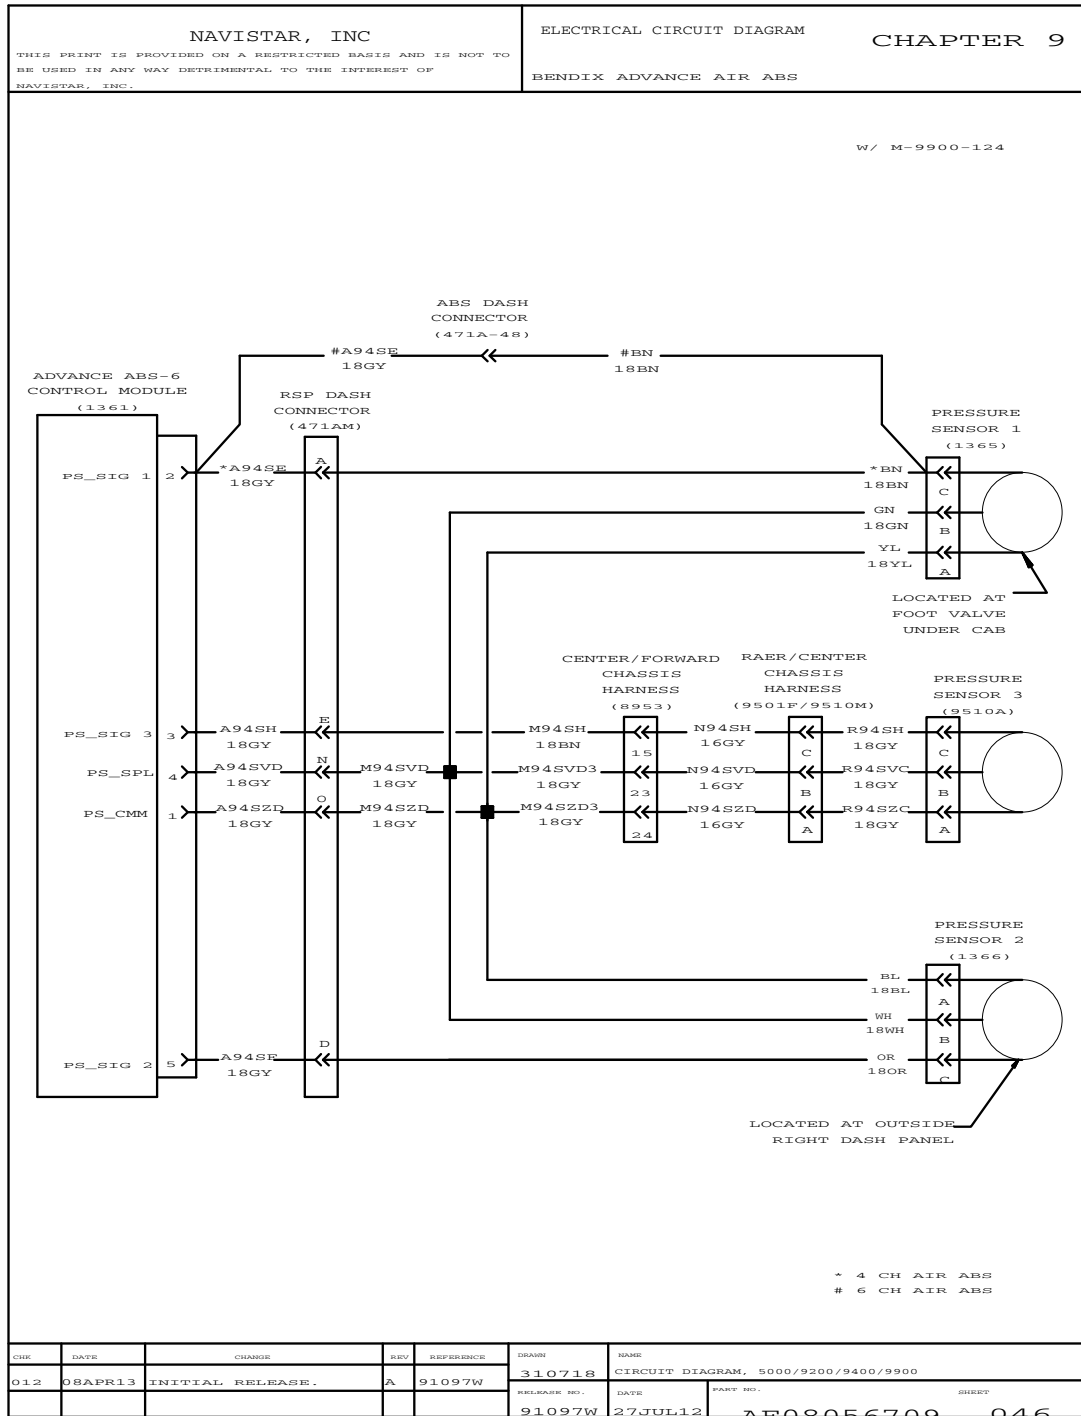 NAVISTAR, INC
THIS PRINT IS PROVIDED ON A RESTRICTED BASIS AND IS NOT TO
BE USED IN ANY WAY DETRIMENTAL TO THE INTEREST OF
NAVISTAR, INC.
ELECTRICAL CIRCUIT DIAGRAM
BENDIX ADVANCE AIR ABS
CHAPTER 9
W/ M-9900-124
ABS DASH
CONNECTOR
(471A-48)
#A94SE
18GY
#BN
18BN
ADVANCE ABS-6
CONTROL MODULE
(1361)
RSP DASH
CONNECTOR
(471AM)
PRESSURE
SENSOR 1
(1365)
PS_SIG 1 2
*A94SE
18GY
A
*BN
18BN
C
GN
18GN
B
YL
18YL
A
LOCATED AT
FOOT VALVE
UNDER CAB
CENTER/FORWARD
CHASSIS
HARNESS
(8953)
RAER/CENTER
CHASSIS
HARNESS
(9501F/9510M)
PRESSURE
SENSOR 3
(9510A)
PS_SIG 3 3
A94SH
18GY
E
M94SH
18BN
15
N94SH
16GY
C
R94SH
18GY
C
PS_SPL 4
A94SVD
18GY
N
M94SVD
18GY
M94SVD3
18GY
23
N94SVD
16GY
B
R94SVC
18GY
B
PS_CMM 1
A94SZD
18GY
O
M94SZD
18GY
M94SZD3
18GY
24
N94SZD
16GY
A
R94SZC
18GY
A
PRESSURE
SENSOR 2
(1366)
BL
18BL
A
WH
18WH
B
PS_SIG 2 5
A94SF
18GY
D
OR
18OR
C
LOCATED AT OUTSIDE
RIGHT DASH PANEL
* 4 CH AIR ABS
# 6 CH AIR ABS
CHK DATE CHANGE REV REFERENCE
012 08APR13 INITIAL RELEASE. A 91097W
DRAWN
310718
NAME
CIRCUIT DIAGRAM, 5000/9200/9400/9900
RELEASE NO.
91097W
DATE
27JUL12
PART NO.
AF08056709
SHEET
046